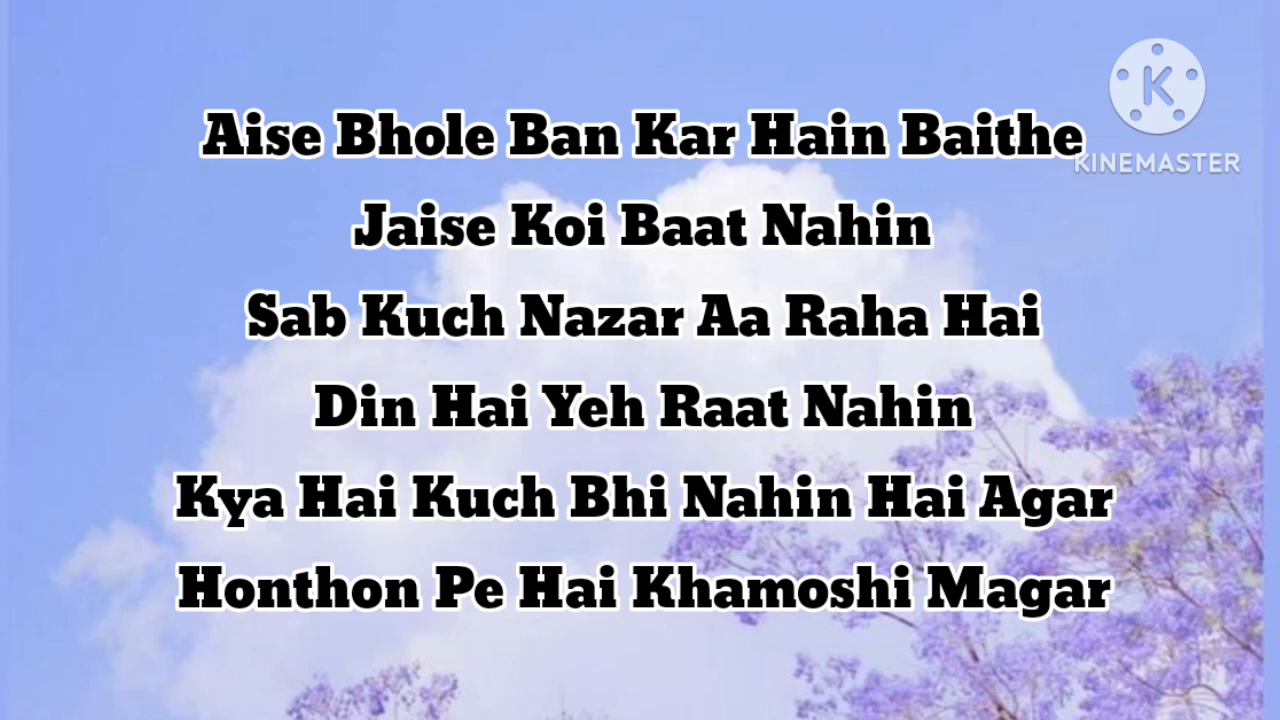 Aise Bhole Ban Kar Hain Baithe
Jaise Koi Baat Nahin
Sab Kuch Nazar Aa Raha Hai
Din Hai Yeh Raat Nahin
Kya Hai Kuch Bhi Nahin Hai Agar
Honthon Pe Hai Khamoshi Magar
K
KINEMASTER